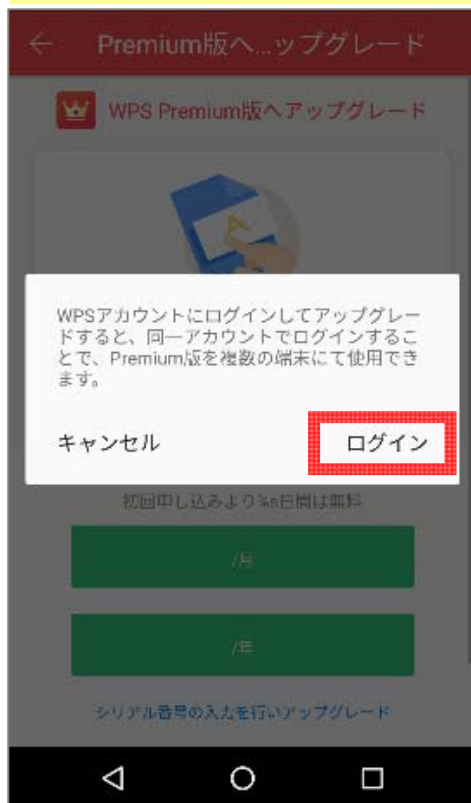 Premium版へ...ップグレード
WPS Premium版へアップグレード
WPSアカウントにログインしてアップグレー
ドすると、同一アカウントでログインするこ
とで、Premium版を複数の端末にて使用でき
ます。
キャンセル
ログイン
初回申し込みより%s日間は無料
/月
/年
シリアル番号の入力を行いアップグレード